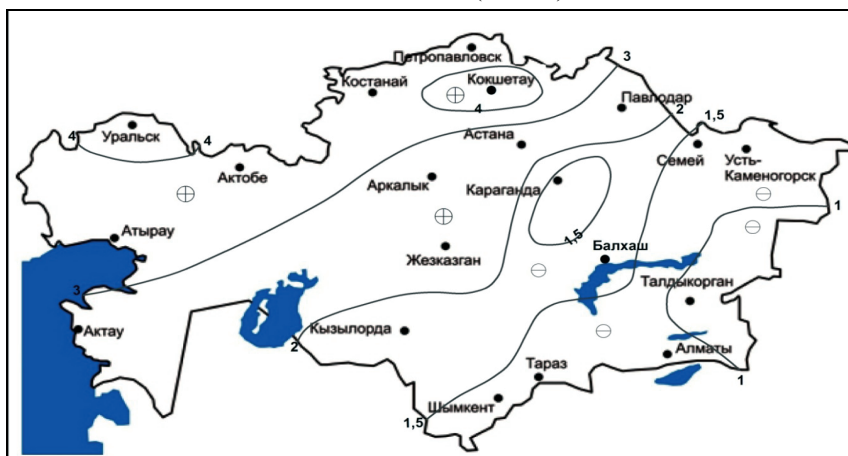 Петропавловск
3
Костанай
Кокшетау
4
Павлодар
2
1,5
4
Уральск
4
Астана
Семей
Усть-
Каменогорск
Актобе
Аркалык
Караганда
1
Атырау
1,5
Балхаш
Жезказган
3
Талдыкорган
Актау
Кызылорда
2
Тараз
Алматы
1
Шымкент
1,5